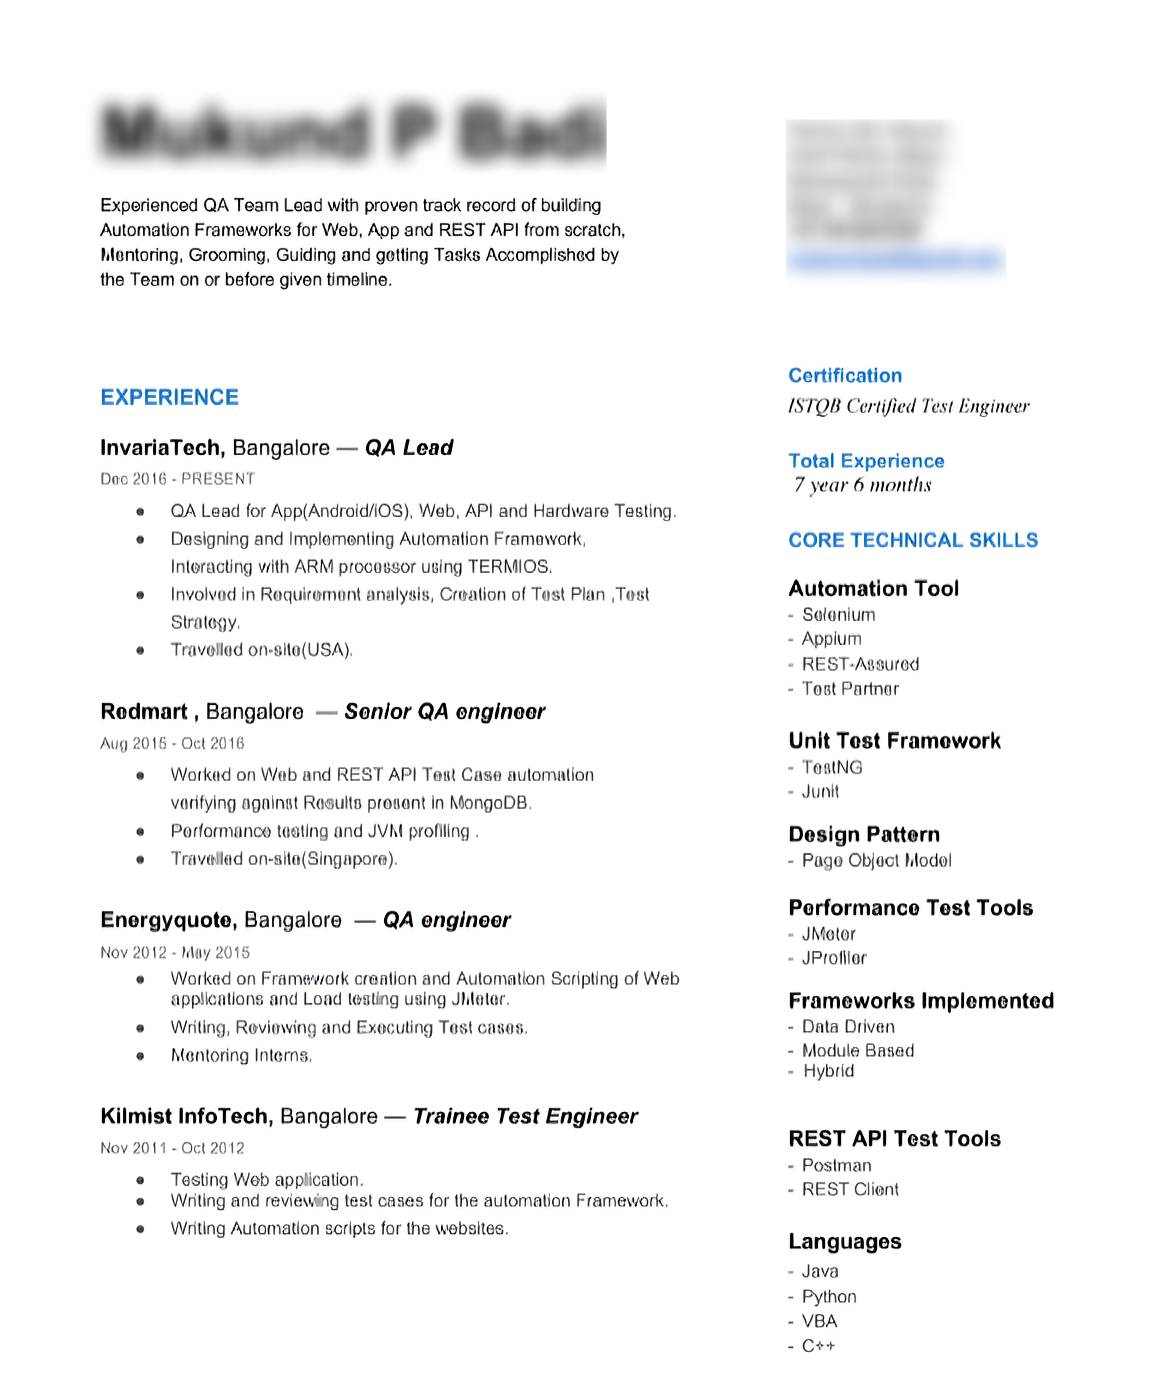 Experienced QA Team Lead with proven track record of building
Automation Frameworks for Web, App and REST API from scratch,
Mentoring, Grooming, Guiding and getting Tasks Accomplished by
the Team on or before given timeline.
EXPERIENCE
InvariaTech, Bangalore — QA Lead
Dec 2016 - PRESENT
● QA Lead for App(Android/iOS), Web, API and Hardware Testing.
● Designing and Implementing Automation Framework,
Interacting with ARM processor using TERMIOS.
● Involved in Requirement analysis, Creation of Test Plan ,Test
Strategy.
● Travelled on-site(USA).
Redmart , Bangalore — Senior QA engineer
Aug 2015 - Oct 2016
● Worked on Web and REST API Test Case automation
verifying against Results present in MongoDB.
● Performance testing and JVM profiling .
● Travelled on-site(Singapore).
Energyquote, Bangalore — QA engineer
Nov 2012 - May 2015
● Worked on Framework creation and Automation Scripting of Web
applications and Load testing using JMeter.
● Writing, Reviewing and Executing Test cases.
● Mentoring Interns.
Kilmist InfoTech, Bangalore — Trainee Test Engineer
Nov 2011 - Oct 2012
● Testing Web application.
● Writing and reviewing test cases for the automation Framework.
● Writing Automation scripts for the websites.
Certification
ISTQB Certified Test Engineer
Total Experience
7 year 6 months
CORE TECHNICAL SKILLS
Automation Tool
- Selenium
- Appium
- REST-Assured
- Test Partner
Unit Test Framework
- TestNG
- Junit
Design Pattern
- Page Object Model
Performance Test Tools
- JMeter
- JProfiler
Frameworks Implemented
- Data Driven
- Module Based
- Hybrid
REST API Test Tools
- Postman
- REST Client
Languages
- Java
- Python
- VBA
- C++